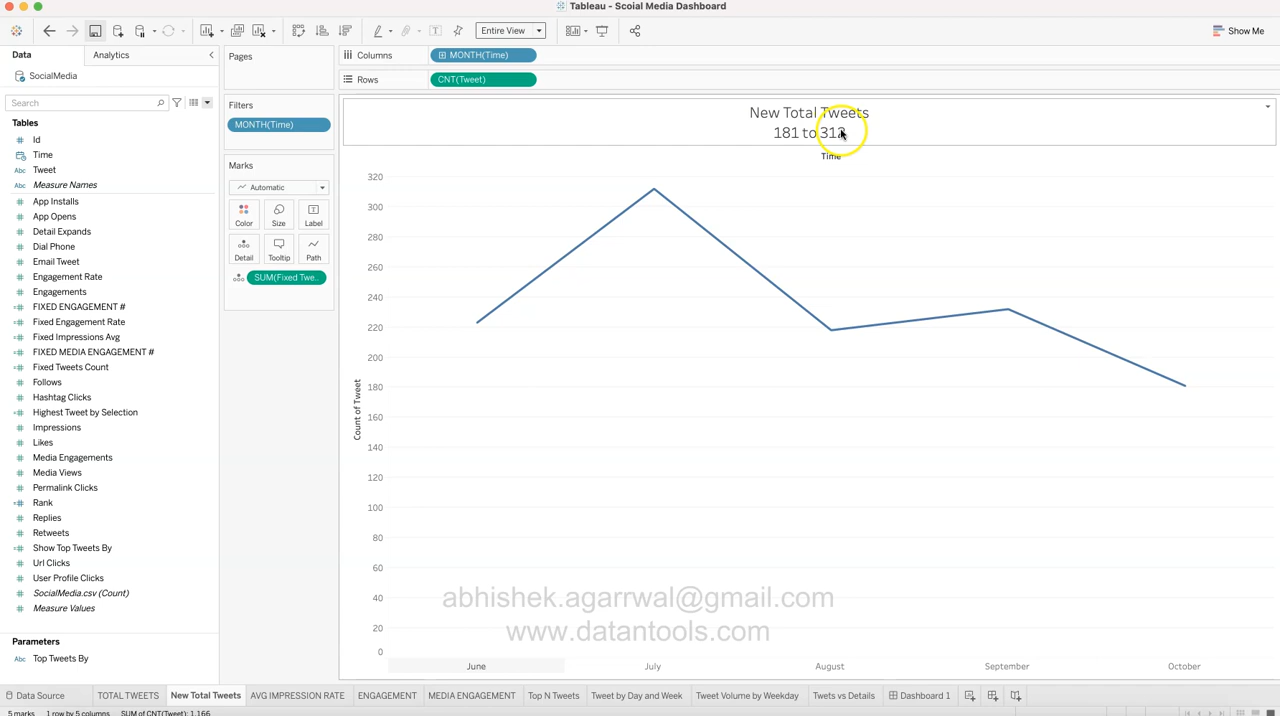 Tableau - Scoial Media Dashboard
Entire View
Show Me
Data
Analytics
Pages
Columns
MONTH(Time)
SocialMedia
Rows
CNT(Tweet)
Search
Filters
MONTH(Time)
New Total Tweets
181 to 312
Time
Tables
Id
Time
Tweet
Measure Names
App Installs
App Opens
Detail Expands
Dial Phone
Email Tweet
Engagement Rate
Engagements
FIXED ENGAGEMENT #
Fixed Engagement Rate
Fixed Impressions Avg
FIXED MEDIA ENGAGEMENT #
Fixed Tweets Count
Follows
Hashtag Clicks
Highest Tweet by Selection
Impressions
Likes
Media Engagements
Media Views
Permalink Clicks
Rank
Replies
Retweets
Show Top Tweets By
Url Clicks
User Profile Clicks
SocialMedia.csv (Count)
Measure Values
Parameters
Abc Top Tweets By
Marks
Automatic
Color
Size
Label
Detail
Tooltip
Path
SUM(Fixed Twe..
Count of Tweet
320
300
280
260
240
220
200
180
160
140
120
100
80
60
40
20
0
June
July
August
September
October
abhishek.agarrwal@gmail.com
www.datantools.com
Data Source
TOTAL TWEETS
New Total Tweets
AVG IMPRESSION RATE
ENGAGEMENT
MEDIA ENGAGEMENT
Top N Tweets
Tweet by Day and Week
Tweet Volume by Weekday
Twets vs Details
Dashboard 1
5 marks
1 row by 5 columns
SUM of CNT(Tweet): 1,166